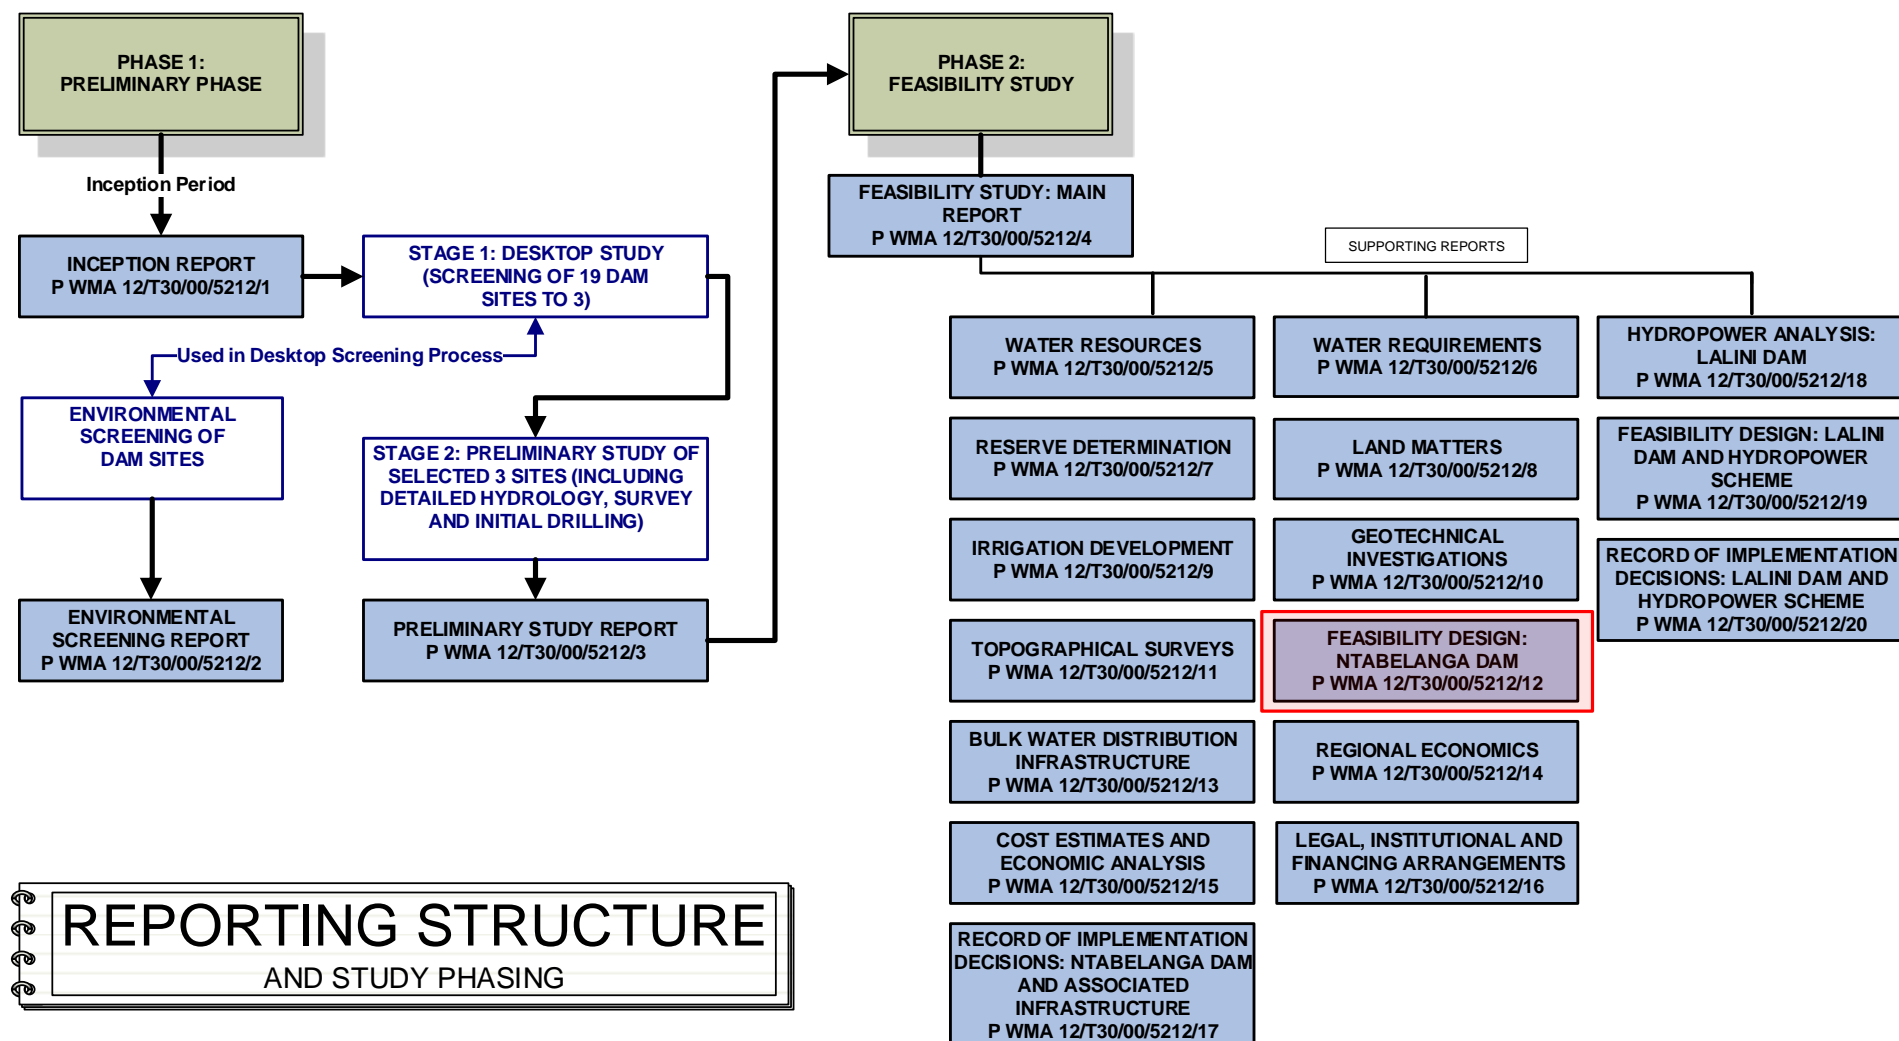 PHASE 1:
PRELIMINARY PHASE
Inception Period
INCEPTION REPORT
P WMA 12/T30/00/5212/1
STAGE 1: DESKTOP STUDY
(SCREENING OF 19 DAM
SITES TO 3)
Used in Desktop Screening Process
ENVIRONMENTAL
SCREENING OF
DAM SITES
STAGE 2: PRELIMINARY STUDY OF
SELECTED 3 SITES (INCLUDING
DETAILED HYDROLOGY, SURVEY
AND INITIAL DRILLING)
ENVIRONMENTAL
SCREENING REPORT
P WMA 12/T30/00/5212/2
PRELIMINARY STUDY REPORT
P WMA 12/T30/00/5212/3
PHASE 2:
FEASIBILITY STUDY
FEASIBILITY STUDY: MAIN
REPORT
P WMA 12/T30/00/5212/4
SUPPORTING REPORTS
WATER RESOURCES
P WMA 12/T30/00/5212/5
RESERVE DETERMINATION
P WMA 12/T30/00/5212/7
IRRIGATION DEVELOPMENT
P WMA 12/T30/00/5212/9
TOPOGRAPHICAL SURVEYS
P WMA 12/T30/00/5212/11
BULK WATER DISTRIBUTION
INFRASTRUCTURE
P WMA 12/T30/00/5212/13
COST ESTIMATES AND
ECONOMIC ANALYSIS
P WMA 12/T30/00/5212/15
RECORD OF IMPLEMENTATION
DECISIONS: NTABELANGA DAM
AND ASSOCIATED
INFRASTRUCTURE
P WMA 12/T30/00/5212/17
WATER REQUIREMENTS
P WMA 12/T30/00/5212/6
LAND MATTERS
P WMA 12/T30/00/5212/8
GEOTECHNICAL
INVESTIGATIONS
P WMA 12/T30/00/5212/10
FEASIBILITY DESIGN:
NTABELANGA DAM
P WMA 12/T30/00/5212/12
REGIONAL ECONOMICS
P WMA 12/T30/00/5212/14
LEGAL, INSTITUTIONAL AND
FINANCING ARRANGEMENTS
P WMA 12/T30/00/5212/16
HYDROPOWER ANALYSIS:
LALINI DAM
P WMA 12/T30/00/5212/18
FEASIBILITY DESIGN: LALINI
DAM AND HYDROPOWER
SCHEME
P WMA 12/T30/00/5212/19
RECORD OF IMPLEMENTATION
DECISIONS: LALINI DAM AND
HYDROPOWER SCHEME
P WMA 12/T30/00/5212/20
REPORTING STRUCTURE
AND STUDY PHASING